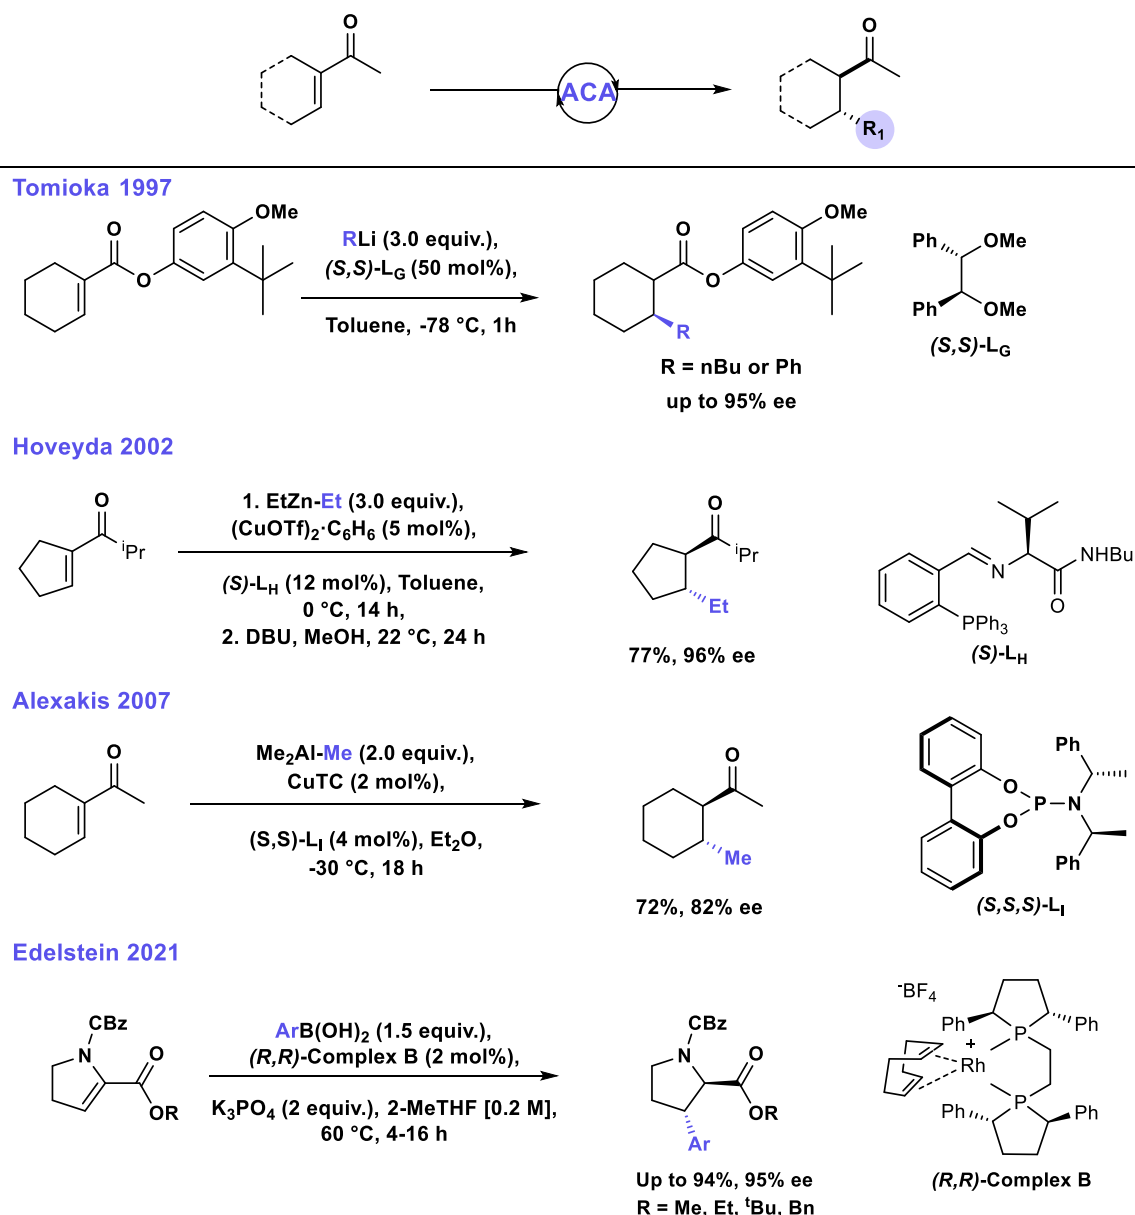 O
O
ACA
R1
Tomioka 1997
OMe
O
O
RLi (3.0 equiv.),
(S,S)-LG (50 mol%),
Toluene, -78 °C, 1h
OMe
O
O
R
R = nBu or Ph
up to 95% ee
Ph
OMe
Ph
OMe
(S,S)-LG
Hoveyda 2002
O
iPr
1. EtZn-Et (3.0 equiv.),
(CuOTf)2·C6H6 (5 mol%),
(S)-LH (12 mol%), Toluene,
0 °C, 14 h,
2. DBU, MeOH, 22 °C, 24 h
O
iPr
Et
77%, 96% ee
N
NHBu
O
PPh3
(S)-LH
Alexakis 2007
O
Me2Al-Me (2.0 equiv.),
CuTC (2 mol%),
(S,S)-LI (4 mol%), Et2O,
-30 °C, 18 h
O
Me
72%, 82% ee
Ph
O
P
N
O
Ph
(S,S,S)-LI
Edelstein 2021
CBz
N
O
OR
ArB(OH)2 (1.5 equiv.),
(R,R)-Complex B (2 mol%),
K3PO4 (2 equiv.), 2-MeTHF [0.2 M],
60 °C, 4-16 h
CBz
N
O
OR
Ar
Up to 94%, 95% ee
R = Me, Et, tBu, Bn
-BF4
Ph
Ph
P
+
Rh
P
Ph
Ph
(R,R)-Complex B